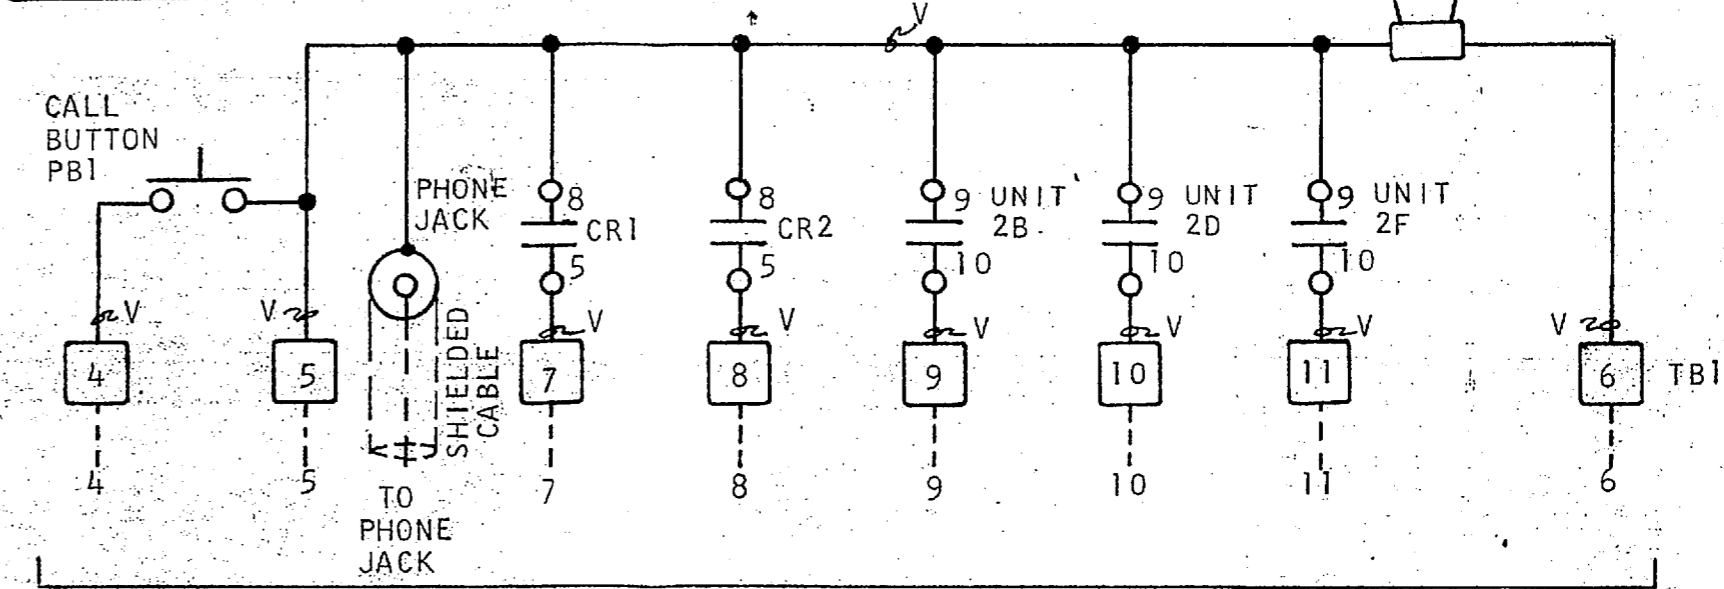 V
CALL
BUTTON
PB1
PHONE
JACK
8
CR1
5
8
CR2
5
9 UNIT
2B
10
9 UNIT
2D
10
9 UNIT
2F
10
V
V
V
V
V
V
V
V
4
5
SHIELDED
CABLE
7
8
9
10
11
6
TB1
4
5
7
8
9
10
11
6
TO
PHONE
JACK